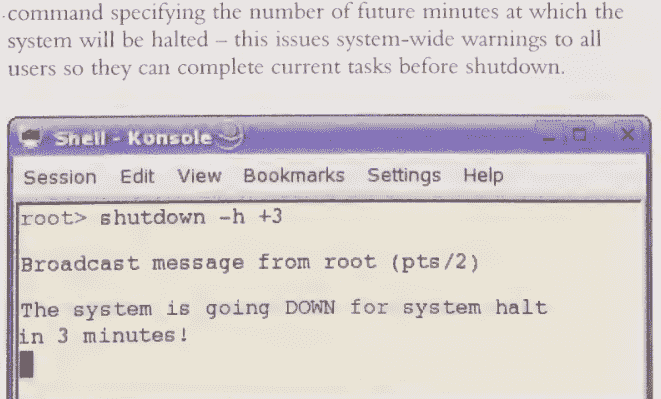 command specifying the number of future minutes at which the
system will be halted – this issues system-wide warnings to all
users so they can complete current tasks before shutdown.
Shell - Konsole
Session Edit View Bookmarks Settings Help
root> shutdown -h +3
Broadcast message from root (pts/2)
The system is going DOWN for system halt
in 3 minutes!